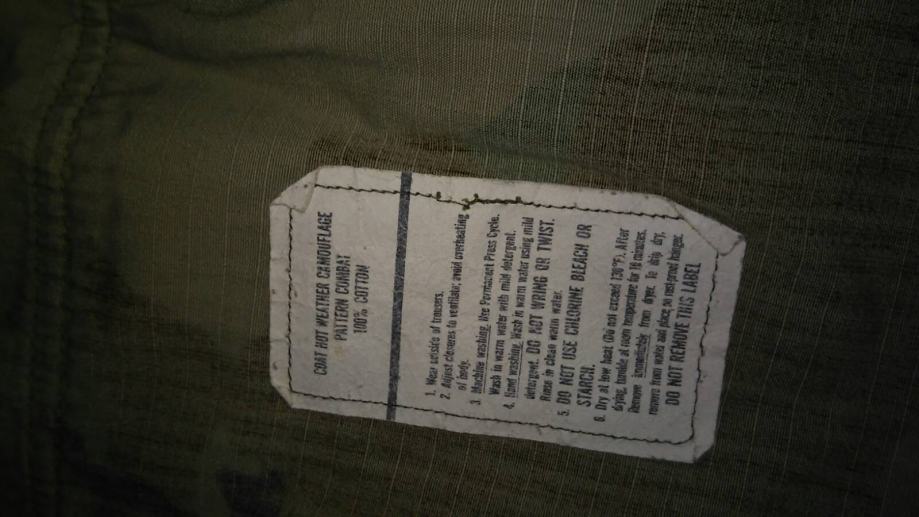 COAT HOT WEATHER CAMOUFLAGE
PATTERN COMBAT
100% COTTON
1. Wear outside of trousers.
2. Adjust closures to ventilate; avoid overheating
of body.
3. Machine washing. Use Permanent Press Cycle.
Wash in warm water with mild detergent.
4. Hand washing. Wash in warm water using mild
detergent. DO NOT WRING OR TWIST.
Rinse in clean warm water.
5. DO NOT USE CHLORINE BLEACH OR
STARCH.
6. Dry at low heat. (Do not exceed After
drying, tumble at room temperature for 10 minutes.
Remove immediately from dryer. To drip dry,
remove from water and place on rust-proof hanger.
DO NOT REMOVE THIS LABEL